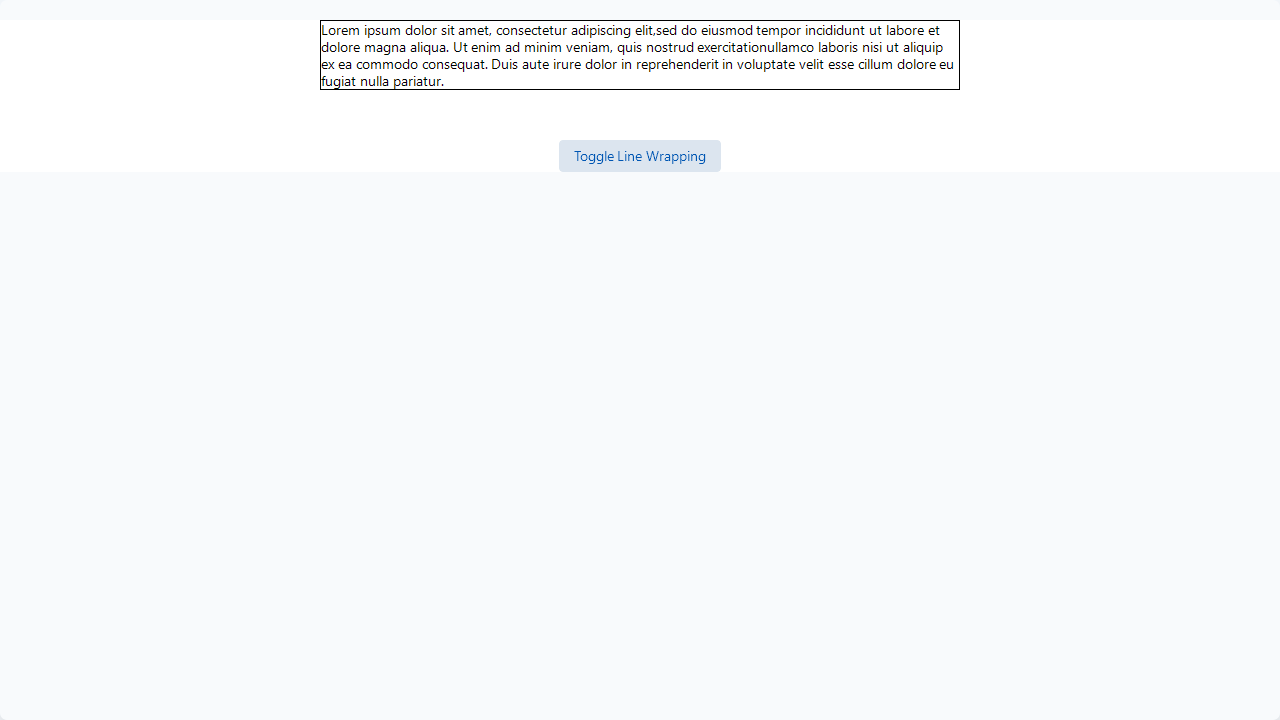 Lorem ipsum dolor sit amet, consectetur adipiscing elit,sed do eiusmod tempor incididunt ut labore et
dolore magna aliqua. Ut enim ad minim veniam, quis nostrud exercitationullamco laboris nisi ut aliquip
ex ea commodo consequat. Duis aute irure dolor in reprehenderit in voluptate velit esse cillum dolore eu
fugiat nulla pariatur.
Toggle Line Wrapping